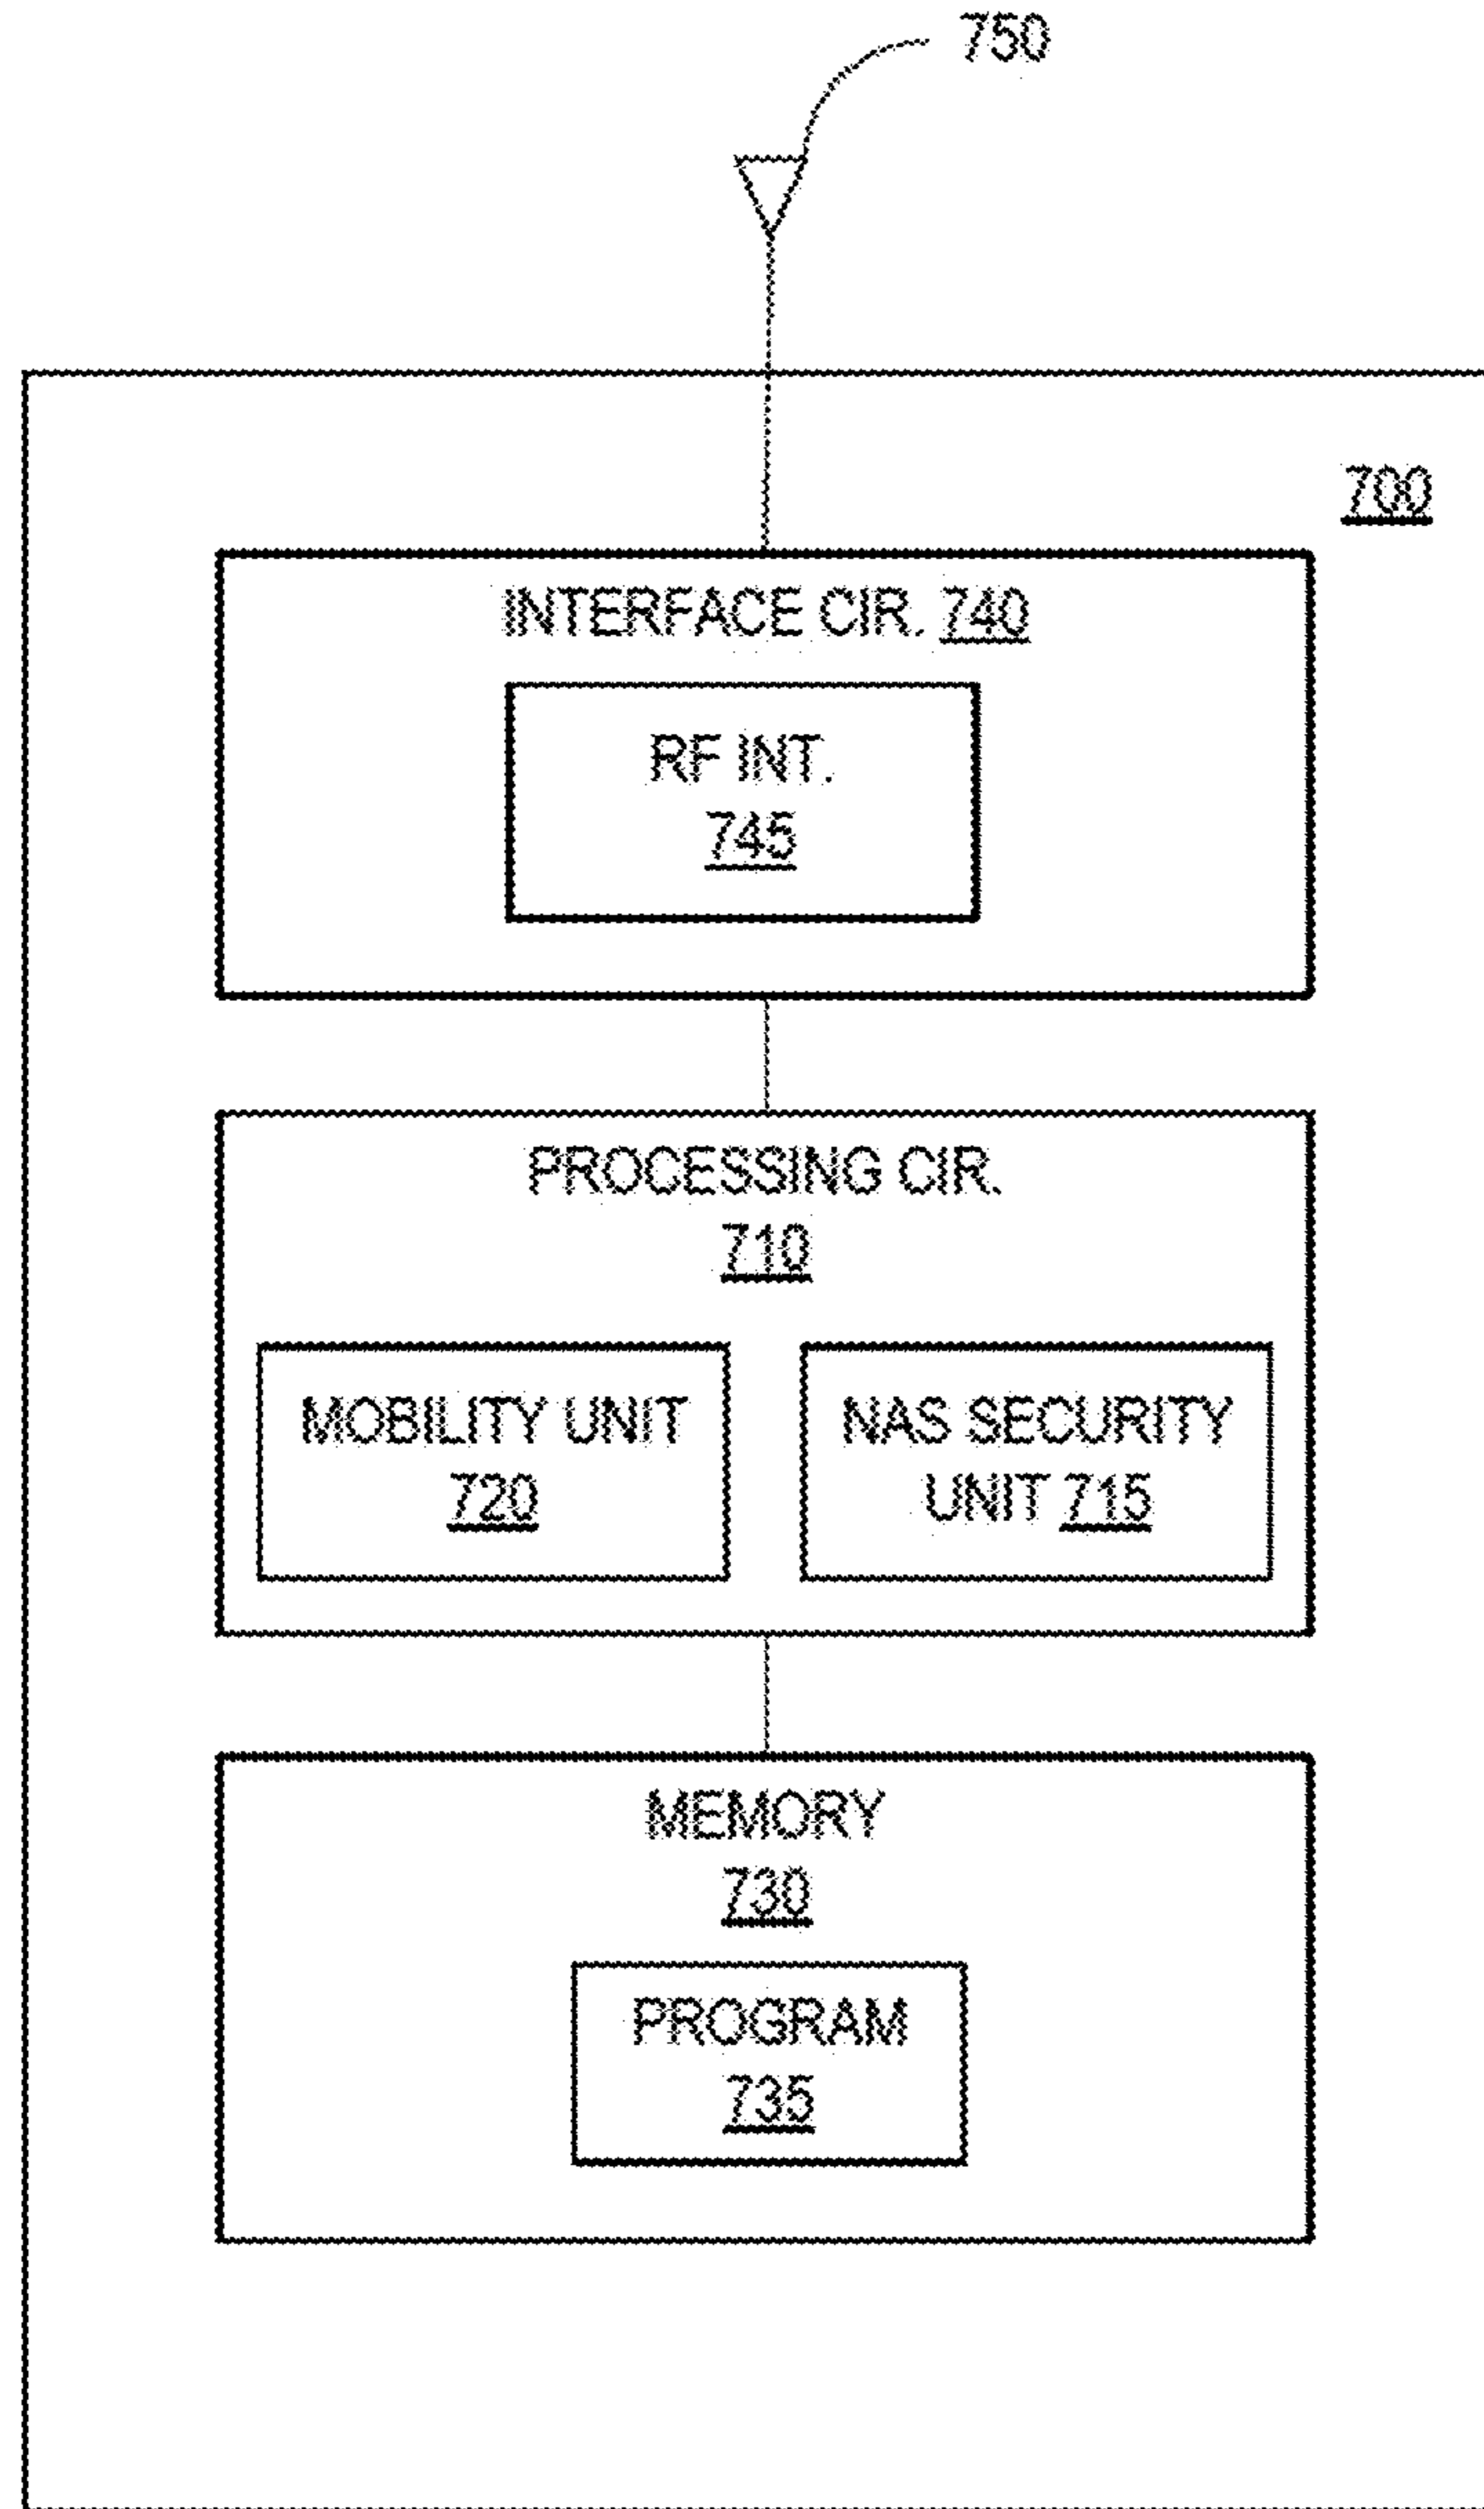 750
700
INTERFACE CIR. 740
RF INT.
745
PROCESSING CIR.
710
MOBILITY UNIT
720
NAS SECURITY
UNIT 715
MEMORY
730
PROGRAM
735